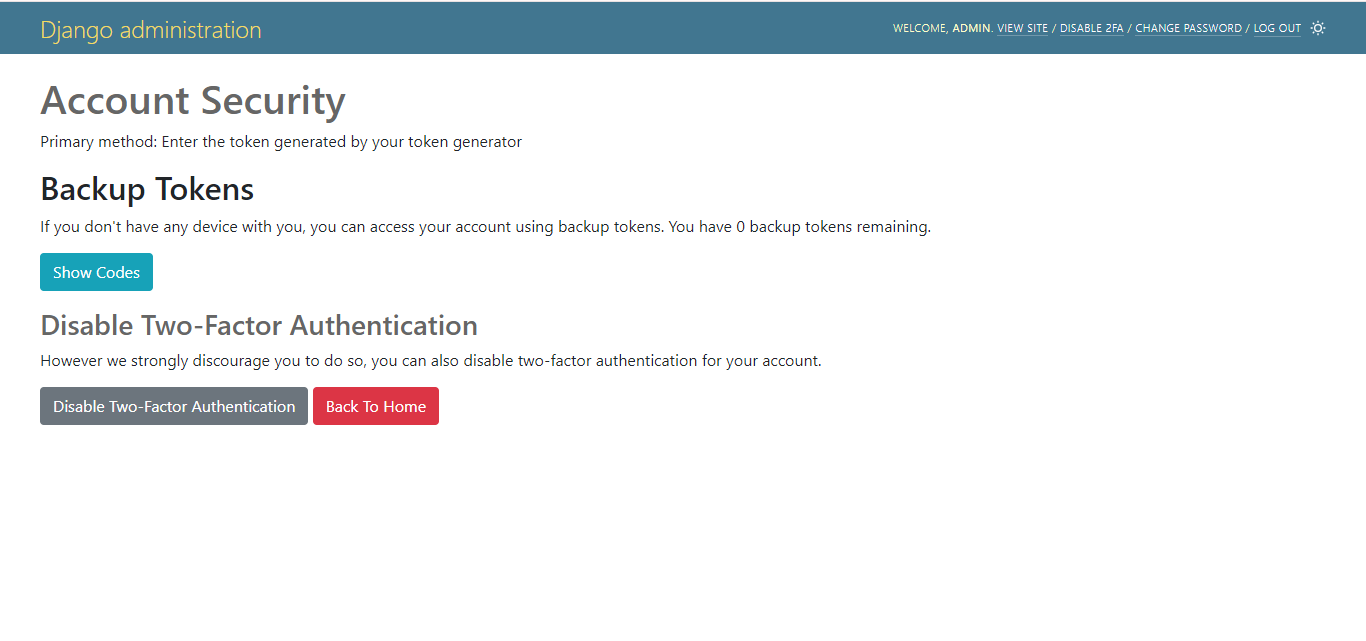 Django administration
WELCOME, ADMIN. VIEW SITE / DISABLE 2FA / CHANGE PASSWORD / LOG OUT
Account Security
Primary method: Enter the token generated by your token generator
Backup Tokens
If you don't have any device with you, you can access your account using backup tokens. You have 0 backup tokens remaining.
Show Codes
Disable Two-Factor Authentication
However we strongly discourage you to do so, you can also disable two-factor authentication for your account.
Disable Two-Factor Authentication Back To Home